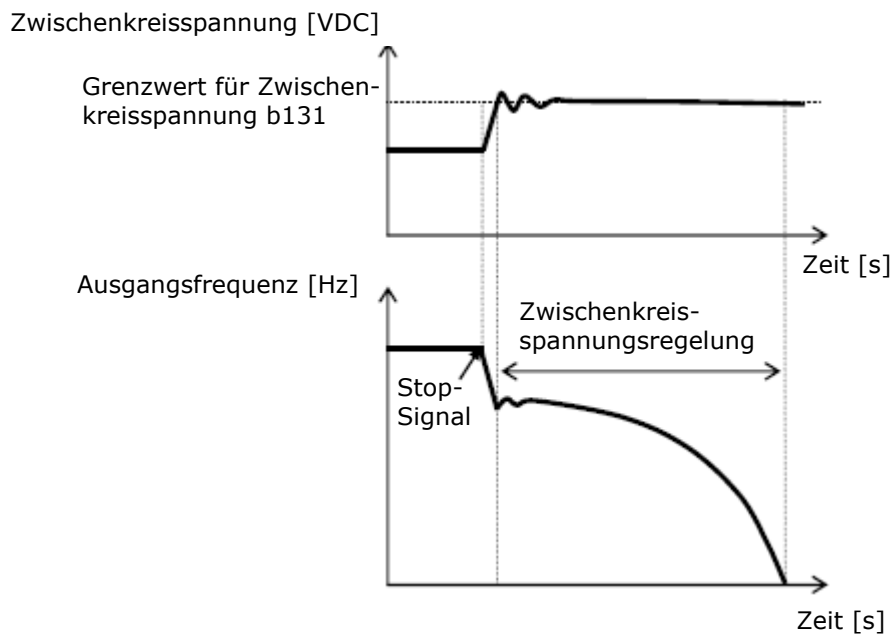 Zwischenkreisspannung [VDC]
Grenzwert für Zwischen-
kreisspannung b131
Zeit [s]
Ausgangsfrequenz [Hz]
Zwischenkreis-
spannungsregelung
Stop-
Signal
Zeit [s]